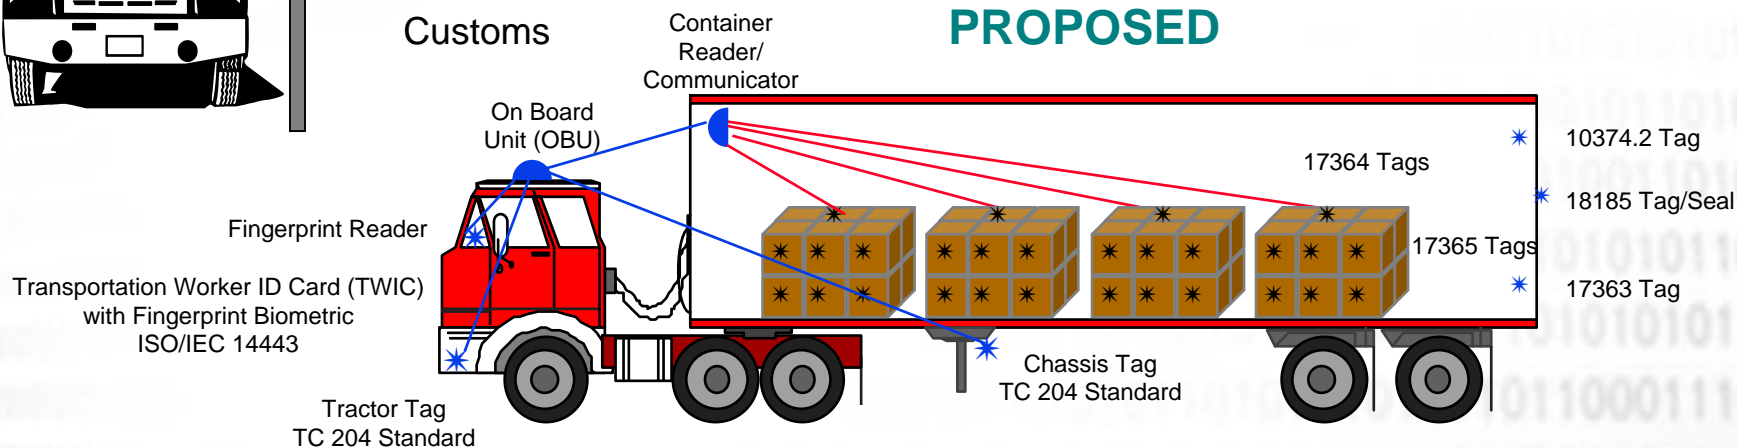 Customs
Container
Reader/
Communicator
PROPOSED
On Board
Unit (OBU)
17364 Tags
10374.2 Tag
18185 Tag/Seal
Fingerprint Reader
17365 Tags
Transportation Worker ID Card (TWIC)
with Fingerprint Biometric
ISO/IEC 14443
17363 Tag
Chassis Tag
TC 204 Standard
Tractor Tag
TC 204 Standard